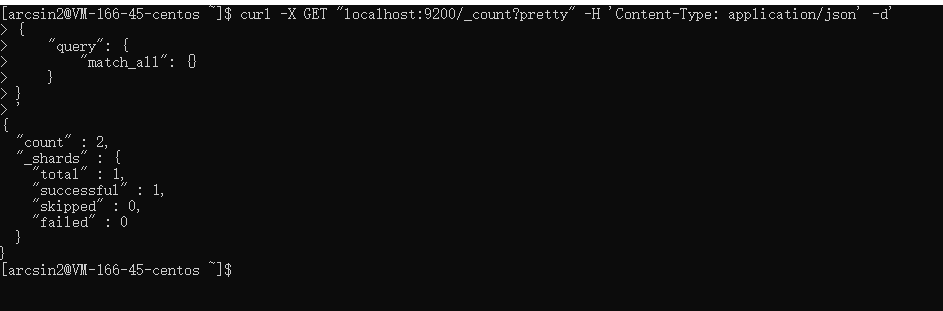 [arcsin2@VM-166-45-centos ~]$ curl -X GET "localhost:9200/_count?pretty" -H 'Content-Type: application/json' -d'
> {
>     "query": {
>         "match_all": {}
>     }
> }
> '
{
  "count" : 2,
  "_shards" : {
    "total" : 1,
    "successful" : 1,
    "skipped" : 0,
    "failed" : 0
  }
}
[arcsin2@VM-166-45-centos ~]$